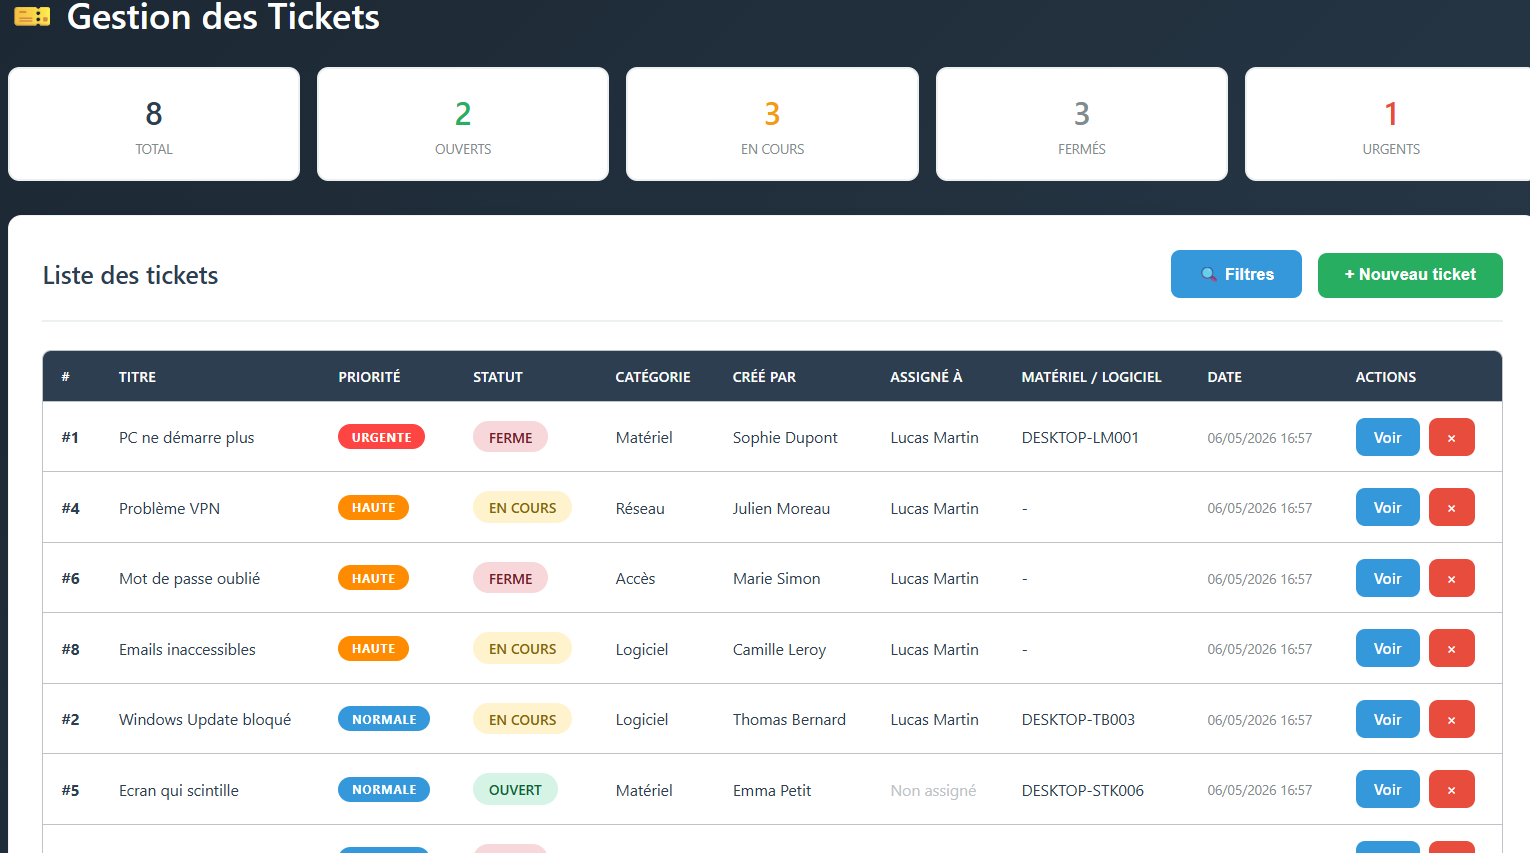 Gestion des Tickets
8
TOTAL
2
OUVERTS
3
EN COURS
3
FERMÉS
1
URGENTS
Liste des tickets
Filtres
+ Nouveau ticket
# TITRE PRIORITÉ STATUT CATÉGORIE CRÉÉ PAR ASSIGNÉ À MATÉRIEL / LOGICIEL DATE ACTIONS
#1 PC ne démarre plus URGENTE FERME Matériel Sophie Dupont Lucas Martin DESKTOP-LM001 06/05/2026 16:57 Voir ×
#4 Problème VPN HAUTE EN COURS Réseau Julien Moreau Lucas Martin - 06/05/2026 16:57 Voir ×
#6 Mot de passe oublié HAUTE FERME Accès Marie Simon Lucas Martin - 06/05/2026 16:57 Voir ×
#8 Emails inaccessibles HAUTE EN COURS Logiciel Camille Leroy Lucas Martin - 06/05/2026 16:57 Voir ×
#2 Windows Update bloqué NORMALE EN COURS Logiciel Thomas Bernard Lucas Martin DESKTOP-TB003 06/05/2026 16:57 Voir ×
#5 Ecran qui scintille NORMALE OUVERT Matériel Emma Petit Non assigné DESKTOP-STK006 06/05/2026 16:57 Voir ×